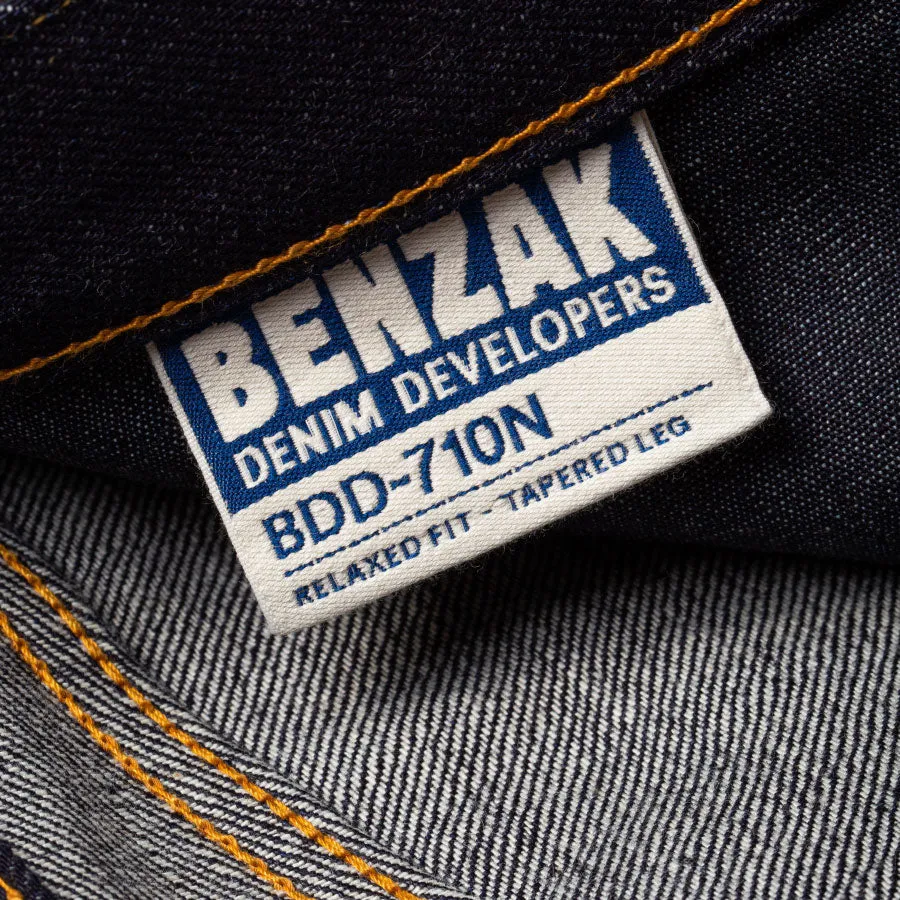 BENZAK
DENIM DEVELOPERS
BDD-710N
RELAXED FIT - TAPERED LEG